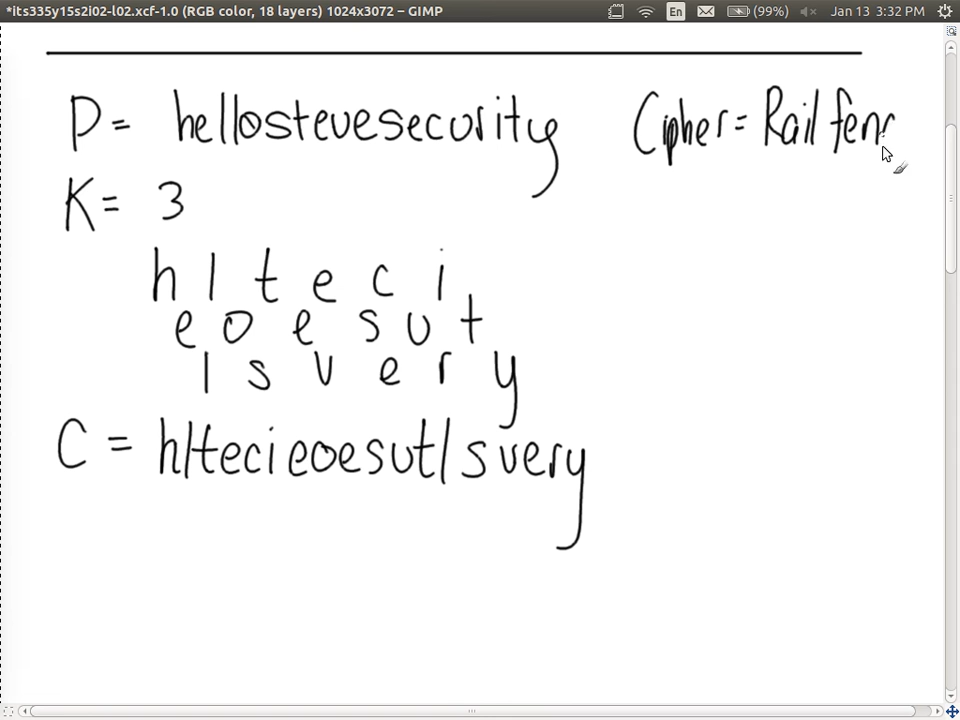 *its335y15s2i02-l02.xcf-1.0 (RGB color, 18 layers) 1024x3072 – GIMP En (99%) Jan 13 3:32 PM
P = hellostevesecurity Cipher = Rail fen
K = 3
h l t e c i
e o e s u t
l s v e r y
C = hltecieoesutlsvery